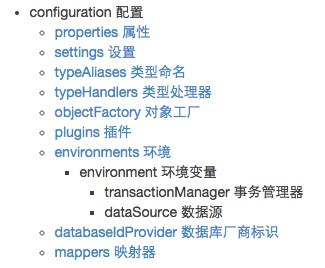 configuration 配置
properties 属性
settings 设置
typeAliases 类型命名
typeHandlers 类型处理器
objectFactory 对象工厂
plugins 插件
environments 环境
environment 环境变量
transactionManager 事务管理器
dataSource 数据源
databaseIdProvider 数据库厂商标识
mappers 映射器